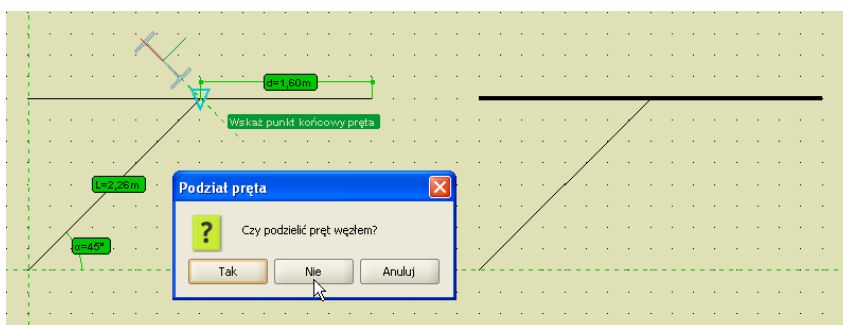 d=1,60m
Wskaż punkt końcowy pręta
L=2,26m
α=45°
Podział pręta
Czy podzielić pręt węzłem?
Tak Nie Anuluj